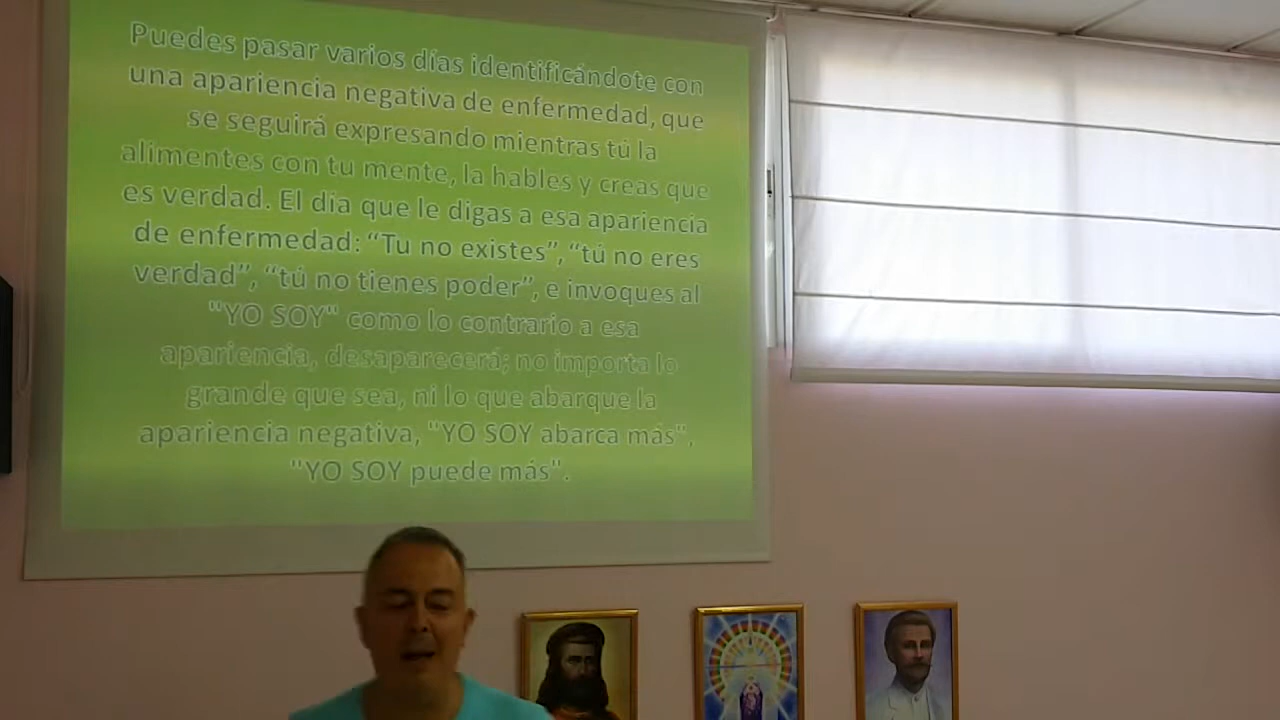 Puedes pasar varios días identificándote con
una apariencia negativa de enfermedad, que
se seguirá expresando mientras tú la
alimentes con tu mente, la hables y creas que
es verdad. El día que le digas a esa apariencia
de enfermedad: “Tu no existes”, “tú no eres
verdad”, “tú no tienes poder”, e invoques al
"YO SOY" como lo contrario a esa
apariencia, desaparecerá; no importa lo
grande que sea, ni lo que abarque la
apariencia negativa, "YO SOY abarca más",
"YO SOY puede más".